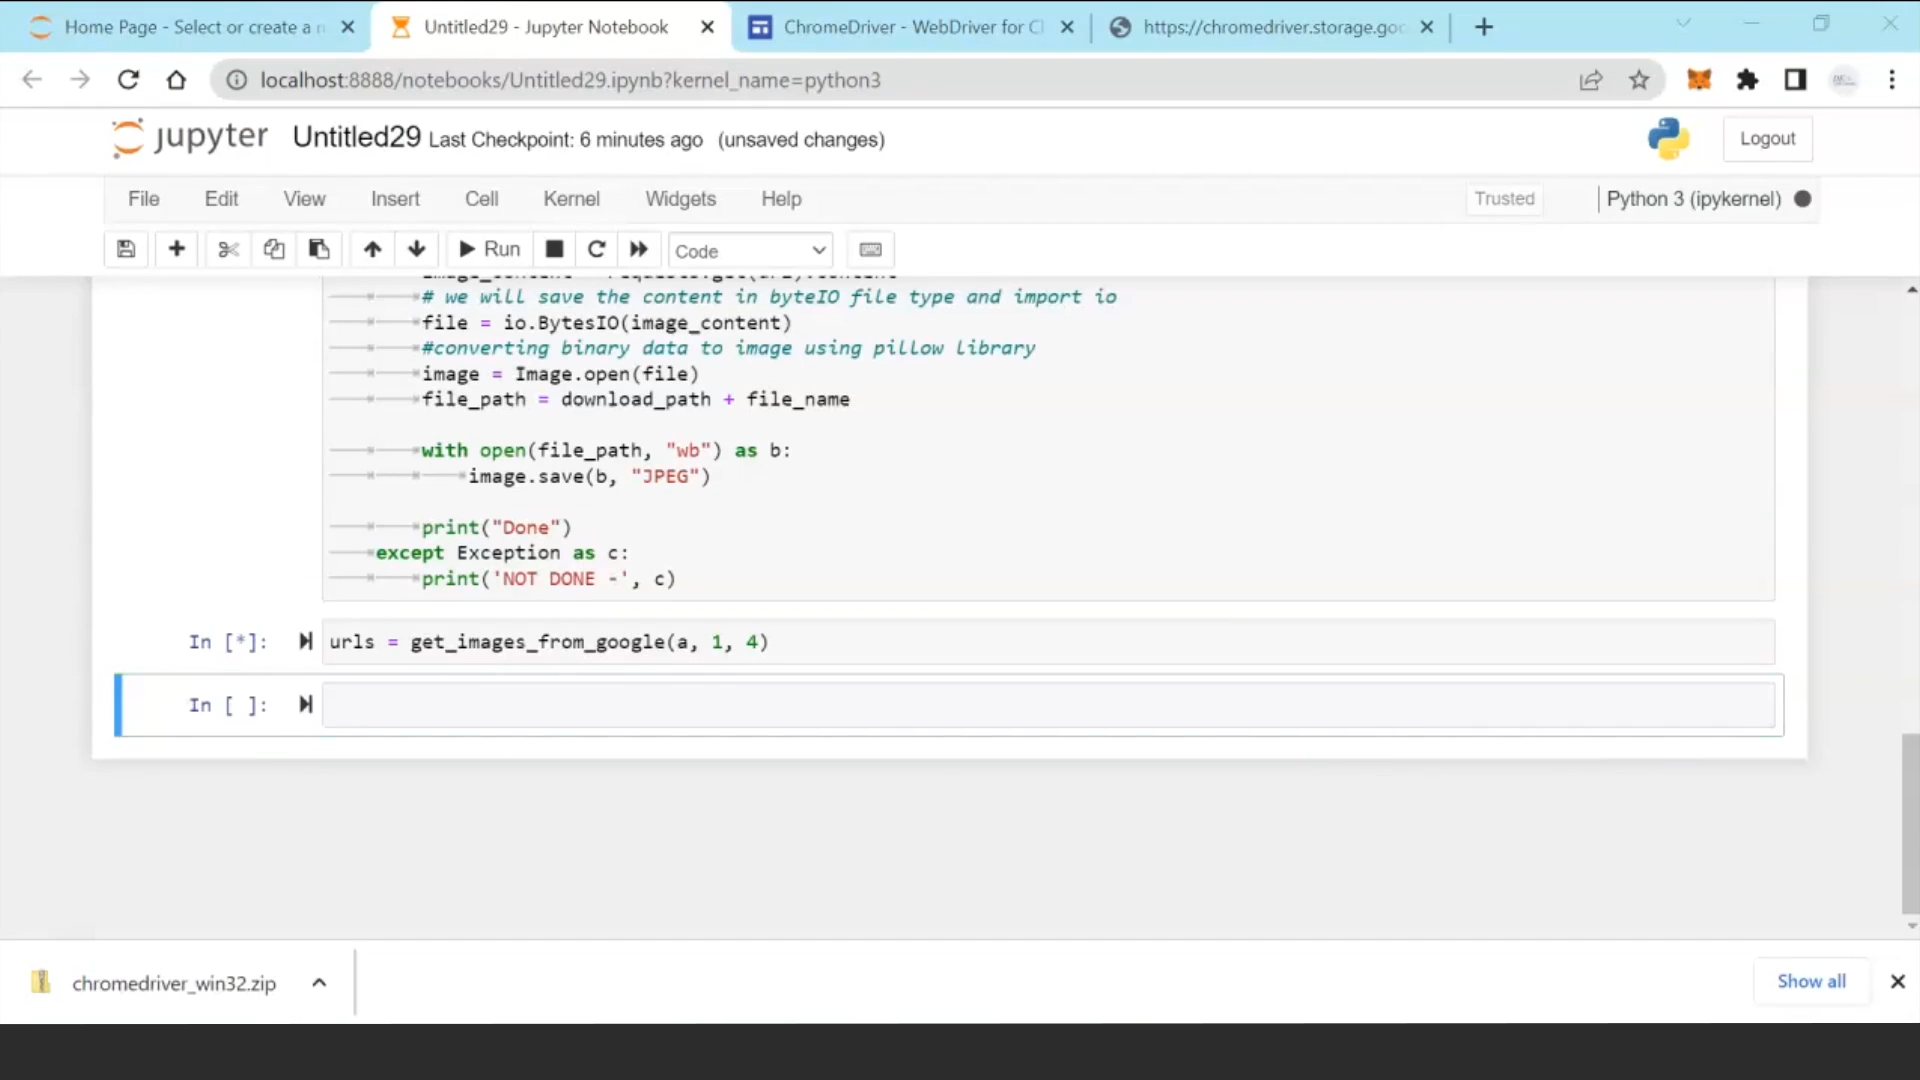 Home Page - Select or create a n
Untitled29 - Jupyter Notebook
ChromeDriver - WebDriver for C
https://chromedriver.storage.goo
localhost:8888/notebooks/Untitled29.ipynb?kernel_name=python3
jupyter Untitled29 Last Checkpoint: 6 minutes ago (unsaved changes)
Logout
File Edit View Insert Cell Kernel Widgets Help
Trusted
Python 3 (ipykernel)
Run
Code
# we will save the content in byteIO file type and import io
file = io.BytesIO(image_content)
#converting binary data to image using pillow library
image = Image.open(file)
file_path = download_path + file_name
with open(file_path, "wb") as b:
image.save(b, "JPEG")
print("Done")
except Exception as c:
print('NOT DONE -', c)
In [*]: urls = get_images_from_google(a, 1, 4)
In [ ]:
chromedriver_win32.zip
Show all